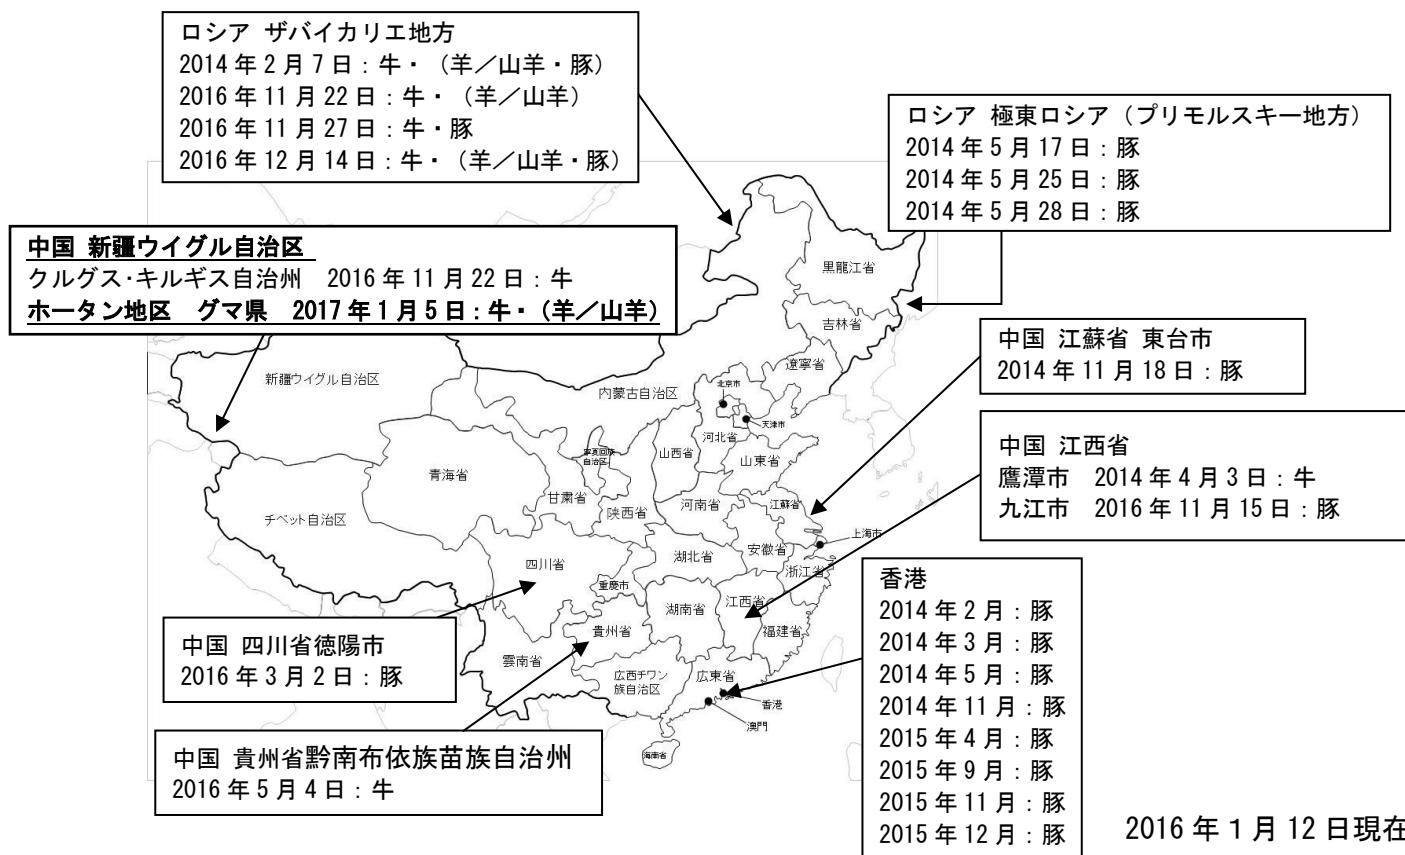 ロシア ザバイカリエ地方
2014年2月7日：牛・（羊／山羊・豚）
2016年11月22日：牛・（羊／山羊）
2016年11月27日：牛・豚
2016年12月14日：牛・（羊／山羊・豚）
ロシア 極東ロシア（プリモルスキー地方）
2014年5月17日：豚
2014年5月25日：豚
2014年5月28日：豚
中国 新疆ウイグル自治区
クルグス・キルギス自治州　2016年11月22日：牛
ホータン地区　グマ県　2017年1月5日：牛・（羊／山羊）
中国 江蘇省 東台市
2014年11月18日：豚
中国 江西省
鷹潭市　2014年4月3日：牛
九江市　2016年11月15日：豚
香港
2014年2月：豚
2014年3月：豚
2014年5月：豚
2014年11月：豚
2015年4月：豚
2015年9月：豚
2015年11月：豚
2015年12月：豚
中国 四川省徳陽市
2016年3月2日：豚
中国 貴州省黔南布依族苗族自治州
2016年5月4日：牛
黒龍江省
吉林省
遼寧省
新疆ウイグル自治区
内蒙古自治区
北京市
天津市
河北省
山西省
山東省
寧夏回族
自治区
青海省
甘粛省
陝西省
河南省
江蘇省
チベット自治区
上海市
安徽省
湖北省
四川省
浙江省
重慶市
江西省
湖南省
福建省
貴州省
雲南省
広西チワン
族自治区
広東省
香港
澳門
海南省
2016年１月12日現在